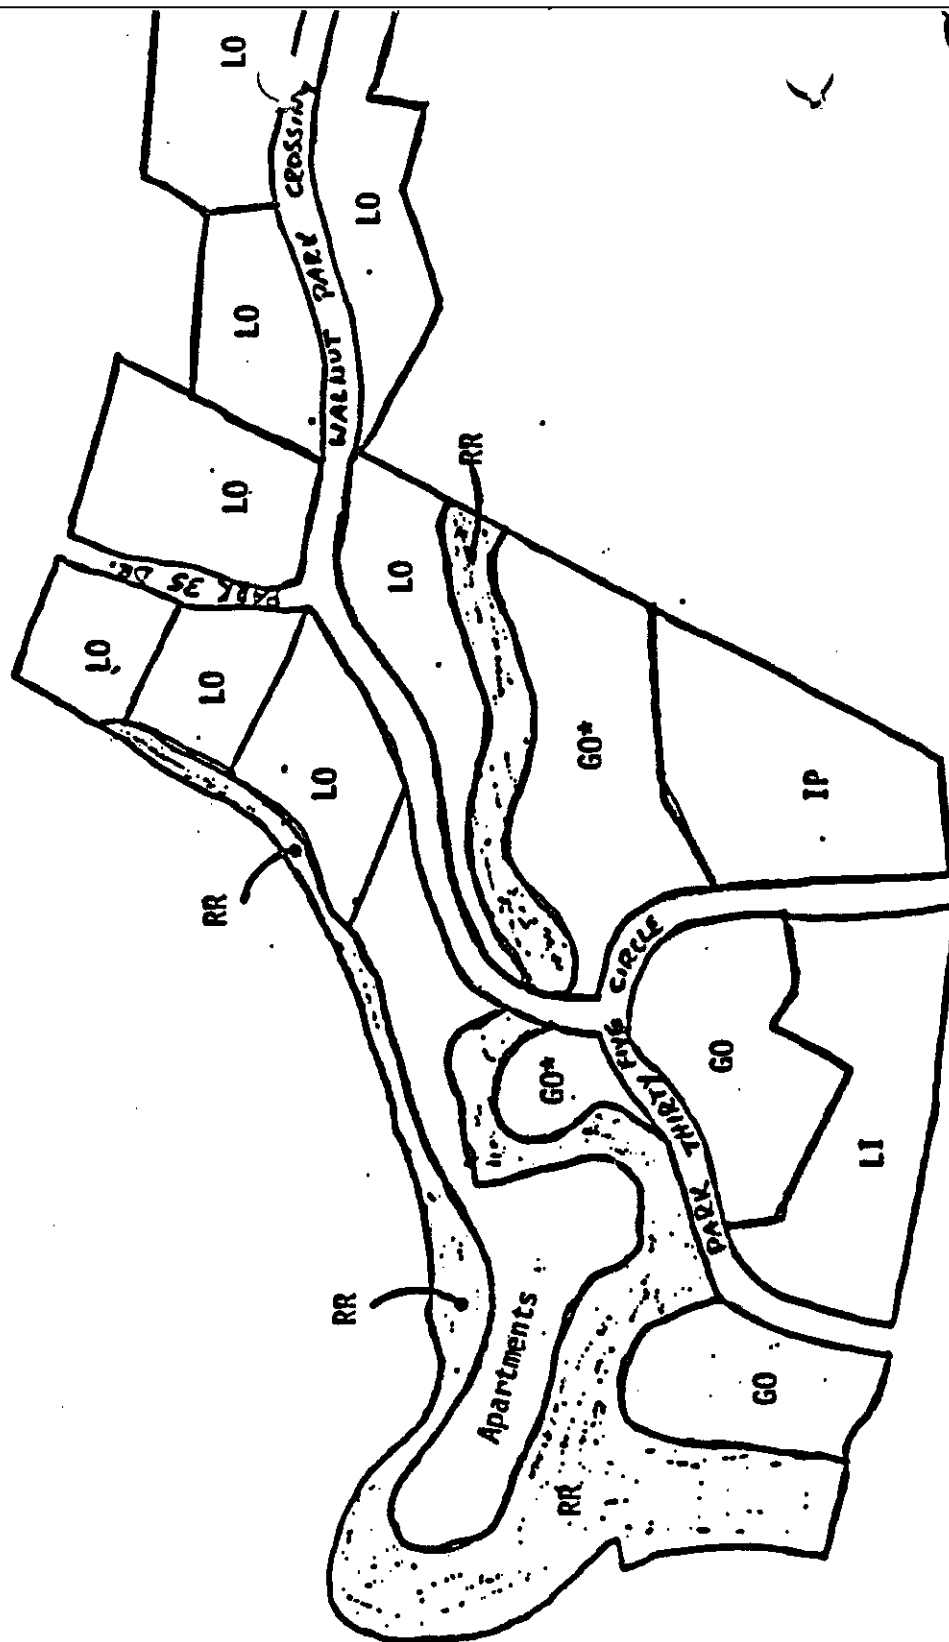 LO
CROSSING
LO
PARK
LO
WALNUT
RR
LO
LO
PARK 35 DR.
LO
LO
LO
GO*
IP
RR
CIRCLE
GO*
THIRTY FIVE
GO
LI
PARK
RR
Apartments
GO
RR